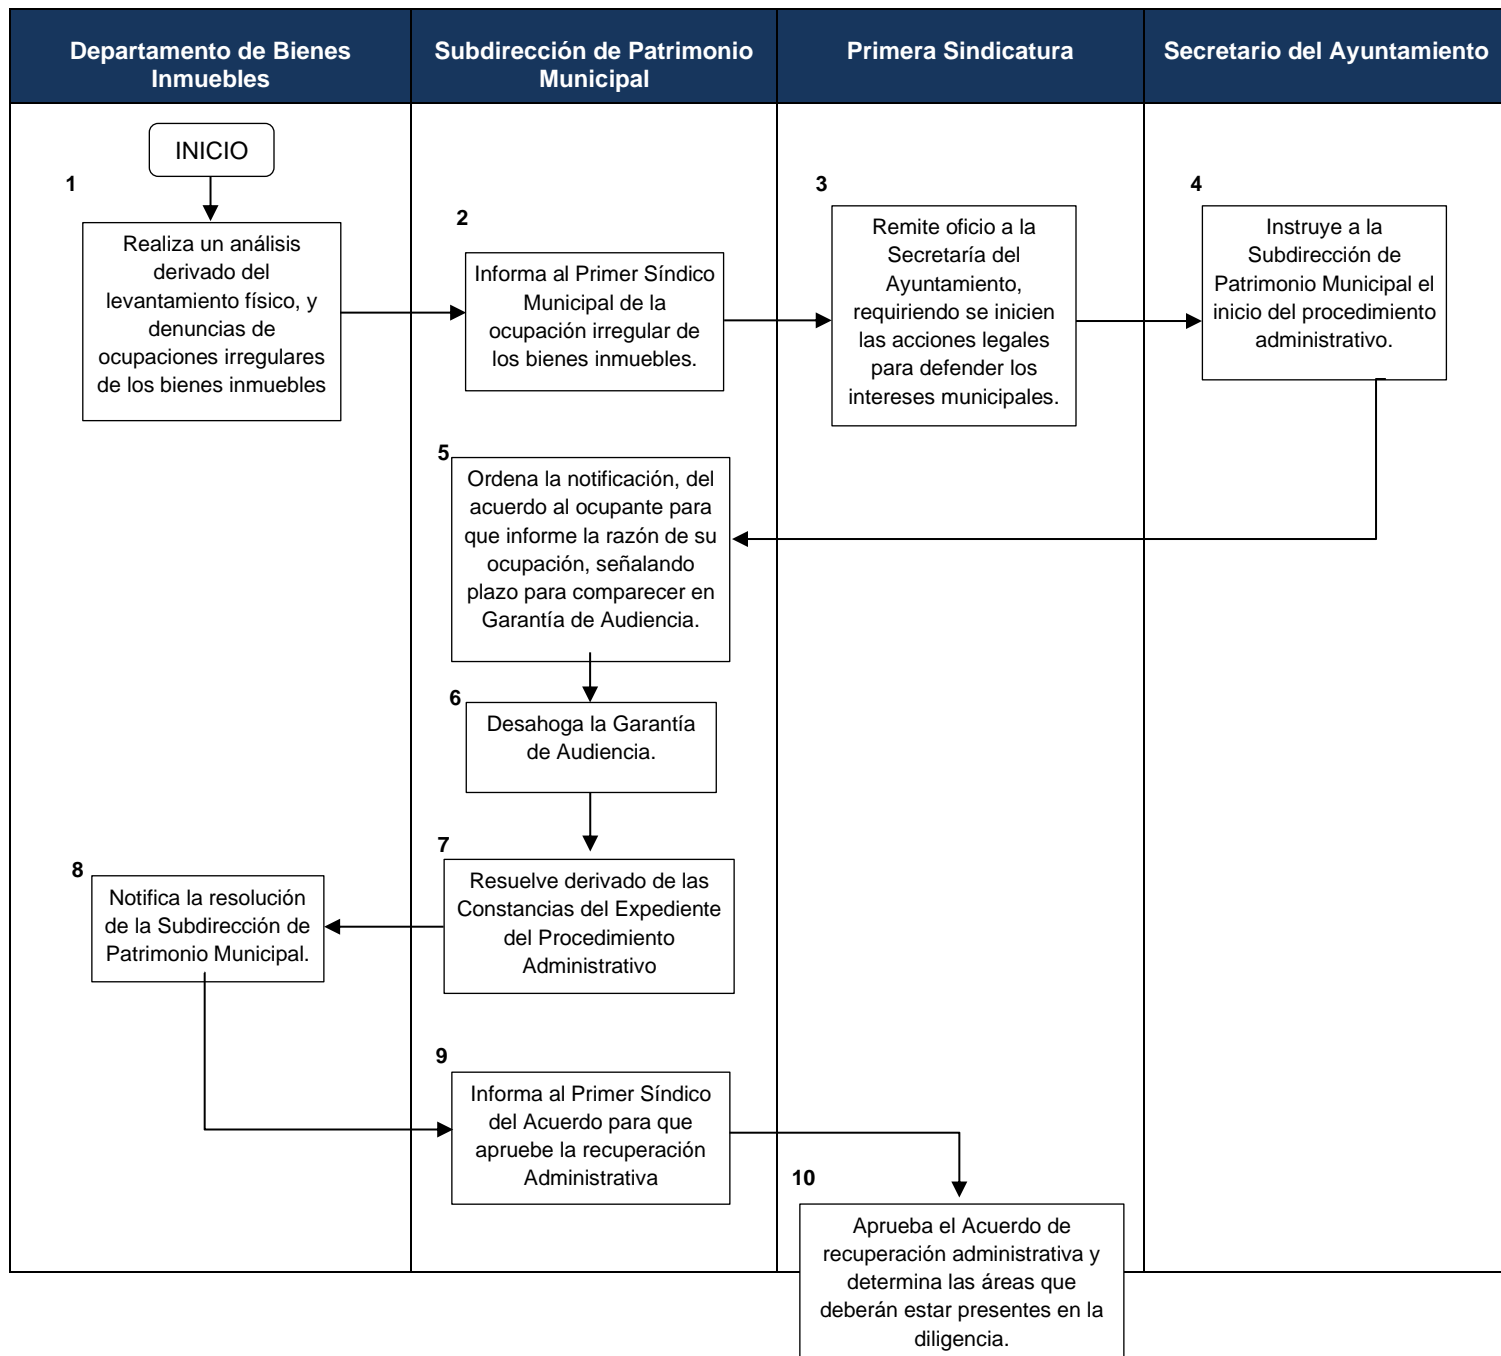 Departamento de Bienes
Inmuebles
Subdirección de Patrimonio
Municipal
Primera Sindicatura
Secretario del Ayuntamiento
INICIO
1
Realiza un análisis
derivado del
levantamiento físico, y
denuncias de
ocupaciones irregulares
de los bienes inmuebles
2
Informa al Primer Síndico
Municipal de la
ocupación irregular de
los bienes inmuebles.
3
Remite oficio a la
Secretaría del
Ayuntamiento,
requiriendo se inicien
las acciones legales
para defender los
intereses municipales.
4
Instruye a la
Subdirección de
Patrimonio Municipal el
inicio del procedimiento
administrativo.
5
Ordena la notificación, del
acuerdo al ocupante para
que informe la razón de su
ocupación, señalando
plazo para comparecer en
Garantía de Audiencia.
6
Desahoga la Garantía
de Audiencia.
7
Resuelve derivado de las
Constancias del Expediente
del Procedimiento
Administrativo
8
Notifica la resolución
de la Subdirección de
Patrimonio Municipal.
9
Informa al Primer Síndico
del Acuerdo para que
apruebe la recuperación
Administrativa
10
Aprueba el Acuerdo de
recuperación administrativa y
determina las áreas que
deberán estar presentes en la
diligencia.